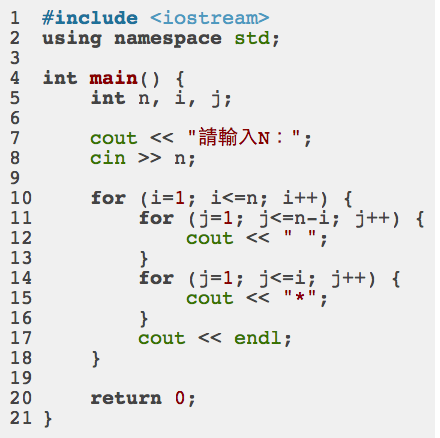 1 #include <iostream>
2 using namespace std;
3
4 int main() {
5     int n, i, j;
6
7     cout << "請輸入N：";
8     cin >> n;
9
10     for (i=1; i<=n; i++) {
11         for (j=1; j<=n-i; j++) {
12             cout << " ";
13         }
14         for (j=1; j<=i; j++) {
15             cout << "*";
16         }
17         cout << endl;
18     }
19
20     return 0;
21 }